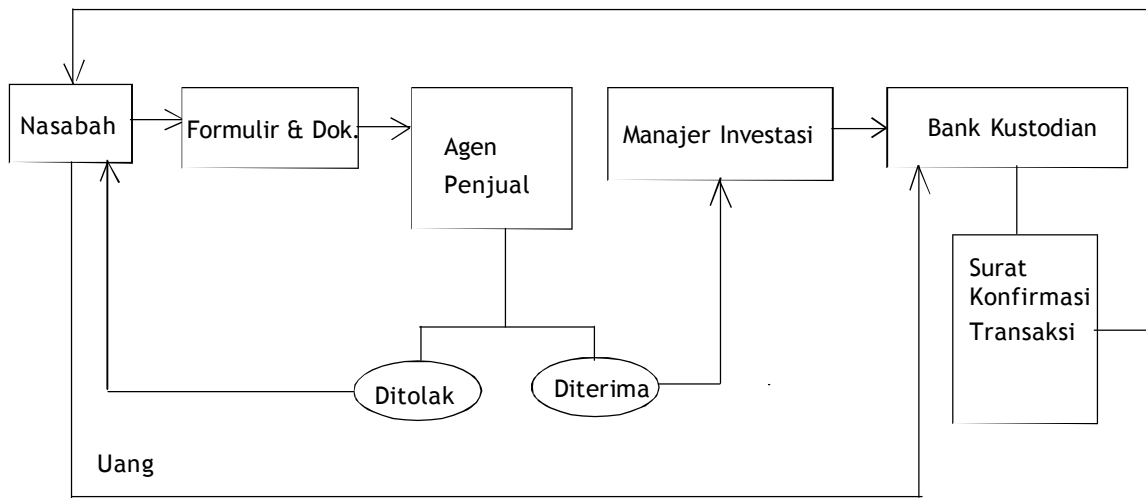 Nasabah
Formulir & Dok.
Agen
Penjual
Manajer Investasi
Bank Kustodian
Surat
Konfirmasi
Transaksi
Ditolak
Diterima
Uang